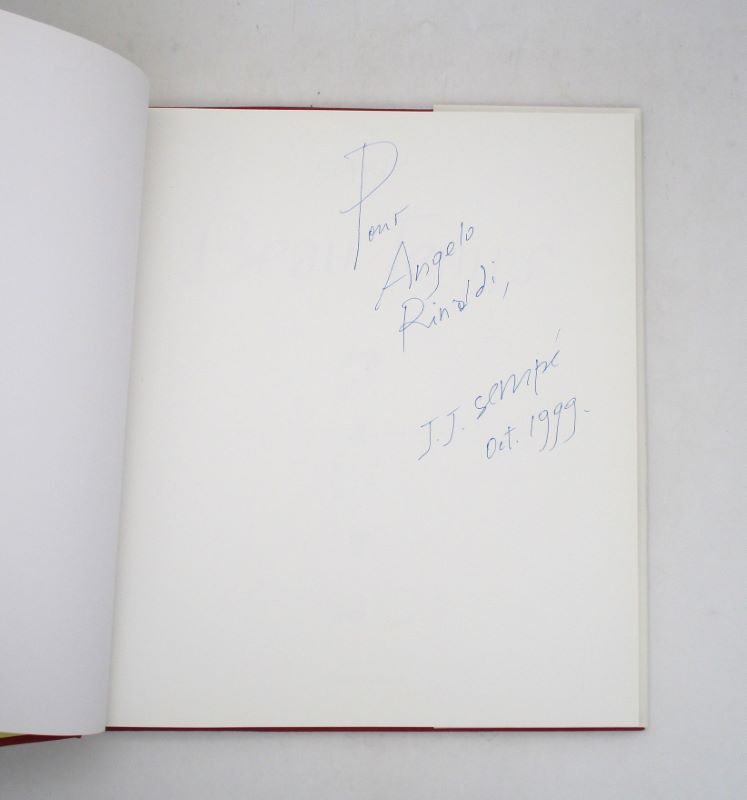 Pour
Angelo
Rinaldi,
J.J. Sempé
Oct. 1999.